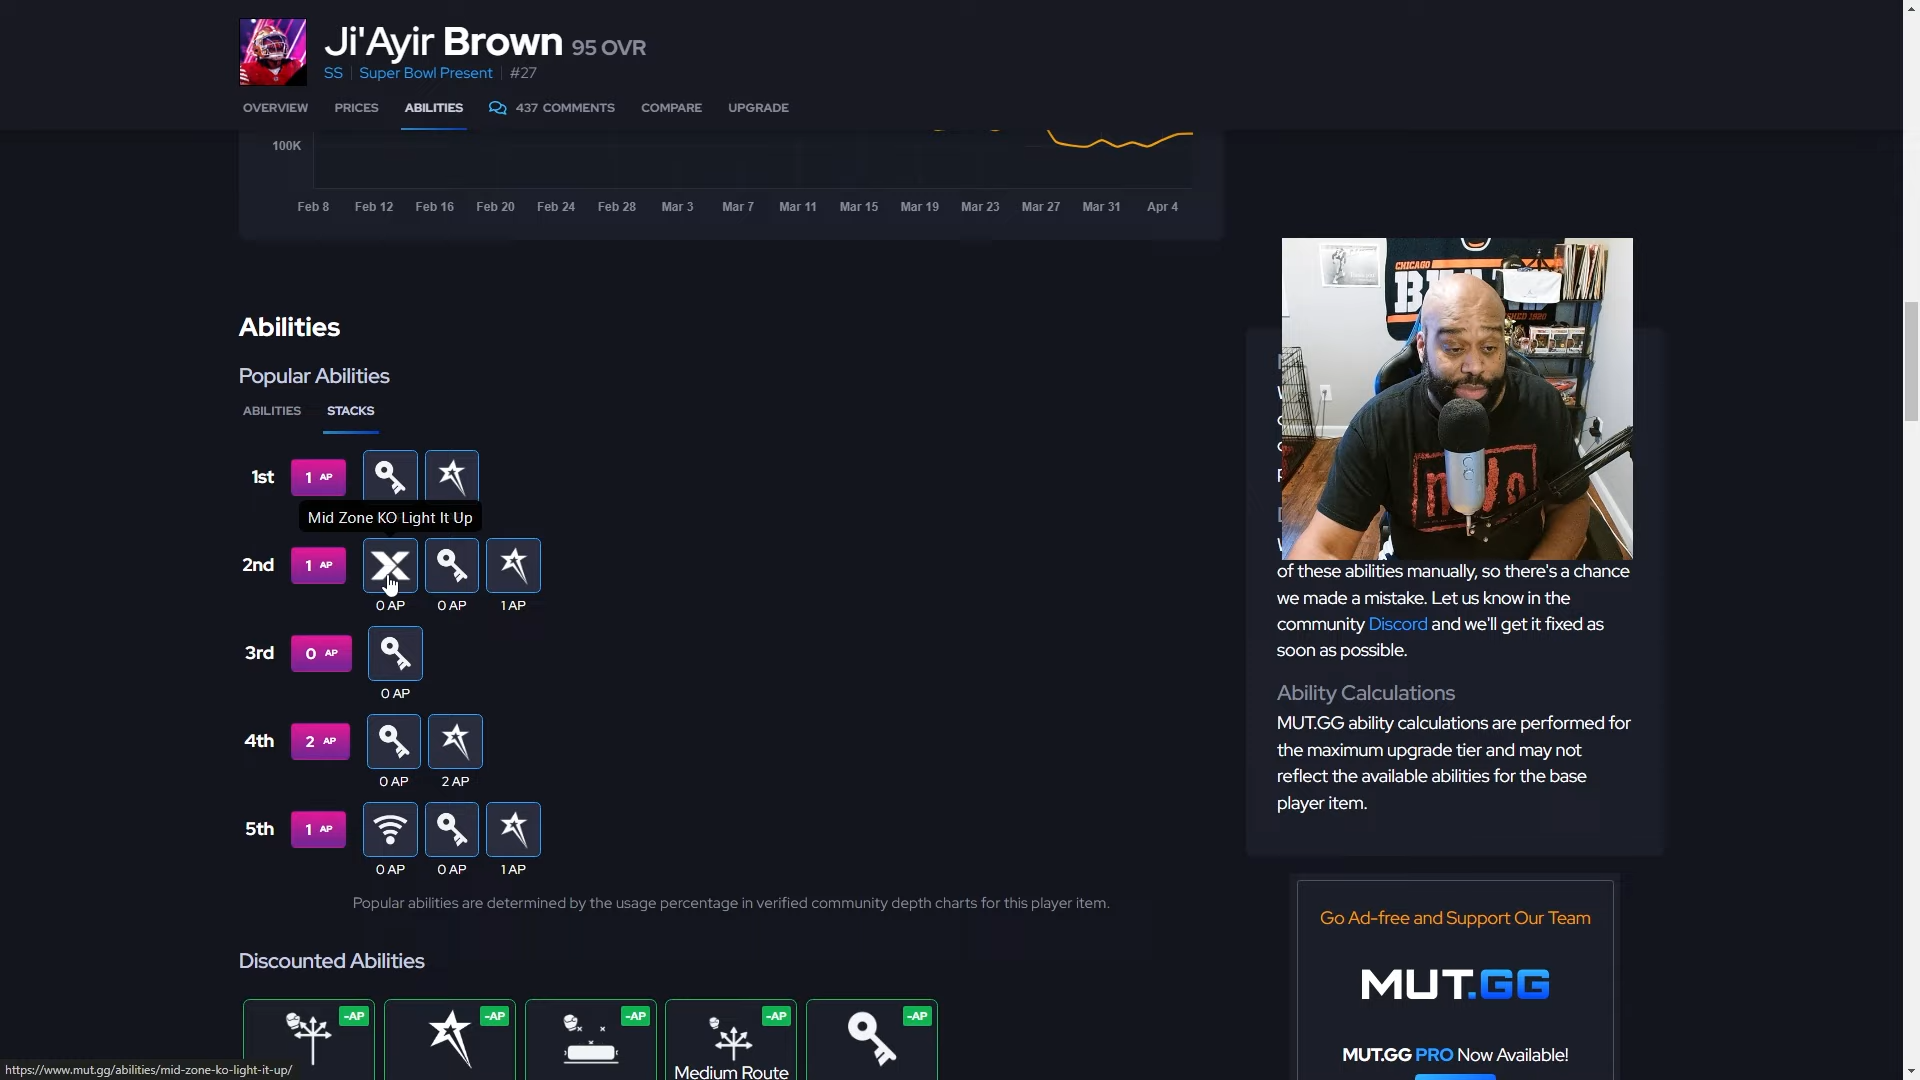 Ji'Ayir Brown 95 OVR
SS Super Bowl Present #27
OVERVIEW PRICES ABILITIES 437 COMMENTS COMPARE UPGRADE
100K
Feb 8 Feb 12 Feb 16 Feb 20 Feb 24 Feb 28 Mar 3 Mar 7 Mar 11 Mar 15 Mar 19 Mar 23 Mar 27 Mar 31 Apr 4
Abilities
Popular Abilities
ABILITIES STACKS
1st 1 AP
Mid Zone KO Light It Up
2nd 1 AP
0 AP 0 AP 1 AP
3rd 0 AP
0 AP
4th 2 AP
0 AP 2 AP
5th 1 AP
0 AP 0 AP 1 AP
Popular abilities are determined by the usage percentage in verified community depth charts for this player item.
Discounted Abilities
-AP -AP -AP -AP -AP
Medium Route
CHICAGO
of these abilities manually, so there's a chance
we made a mistake. Let us know in the
community Discord and we'll get it fixed as
soon as possible.
Ability Calculations
MUT.GG ability calculations are performed for
the maximum upgrade tier and may not
reflect the available abilities for the base
player item.
Go Ad-free and Support Our Team
MUT.GG
MUT.GG PRO Now Available!
https://www.mut.gg/abilities/mid-zone-ko-light-it-up/